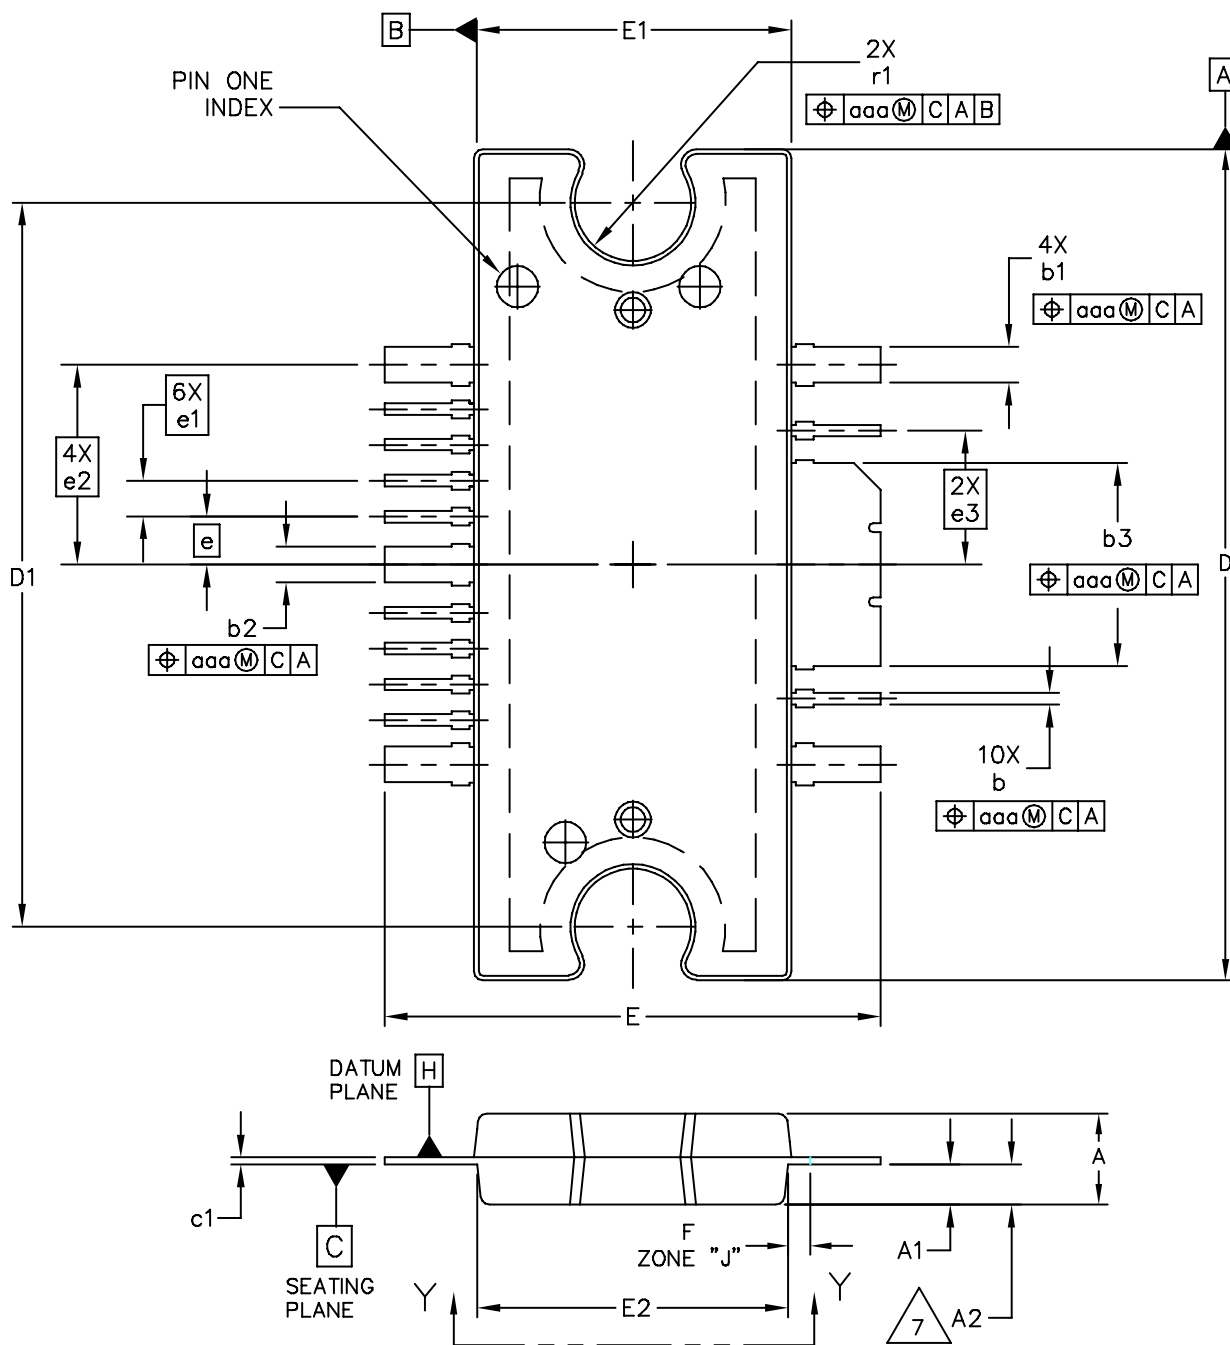 B
E1
2X
r1
⌖ aaa Ⓜ C A B
A
PIN ONE
INDEX
4X
b1
⌖ aaa Ⓜ C A
6X
e1
4X
e2
2X
e3
e
b3
⌖ aaa Ⓜ C A
D1
D
b2
⌖ aaa Ⓜ C A
10X
b
⌖ aaa Ⓜ C A
E
DATUM
PLANE
H
A
c1
C
SEATING
PLANE
F
ZONE "J"
A1
Y
Y
E2
7
A2